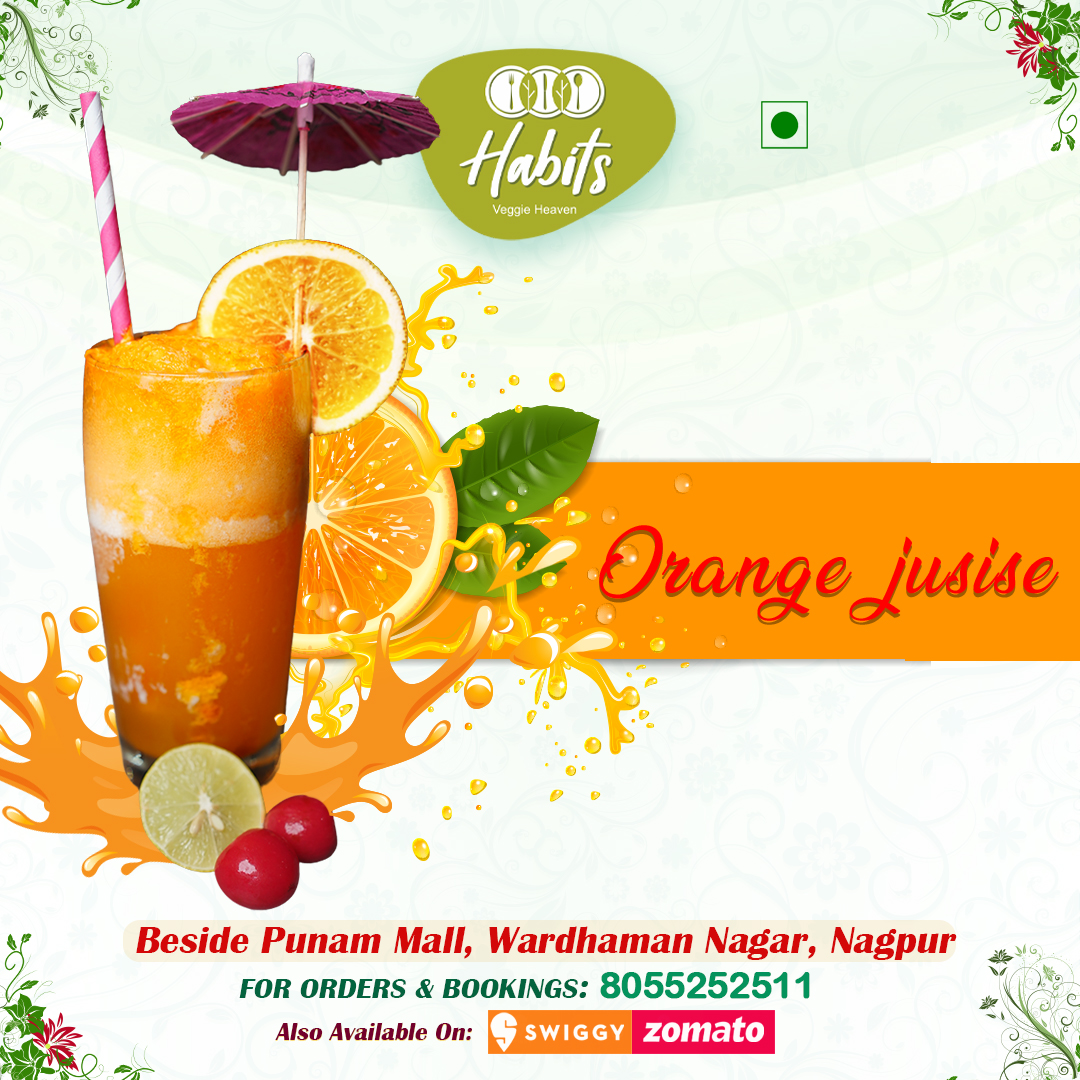 Habits
Veggie Heaven
Orange jusise
Beside Punam Mall, Wardhaman Nagar, Nagpur
FOR ORDERS & BOOKINGS: 8055252511
Also Available On: SWIGGY zomato